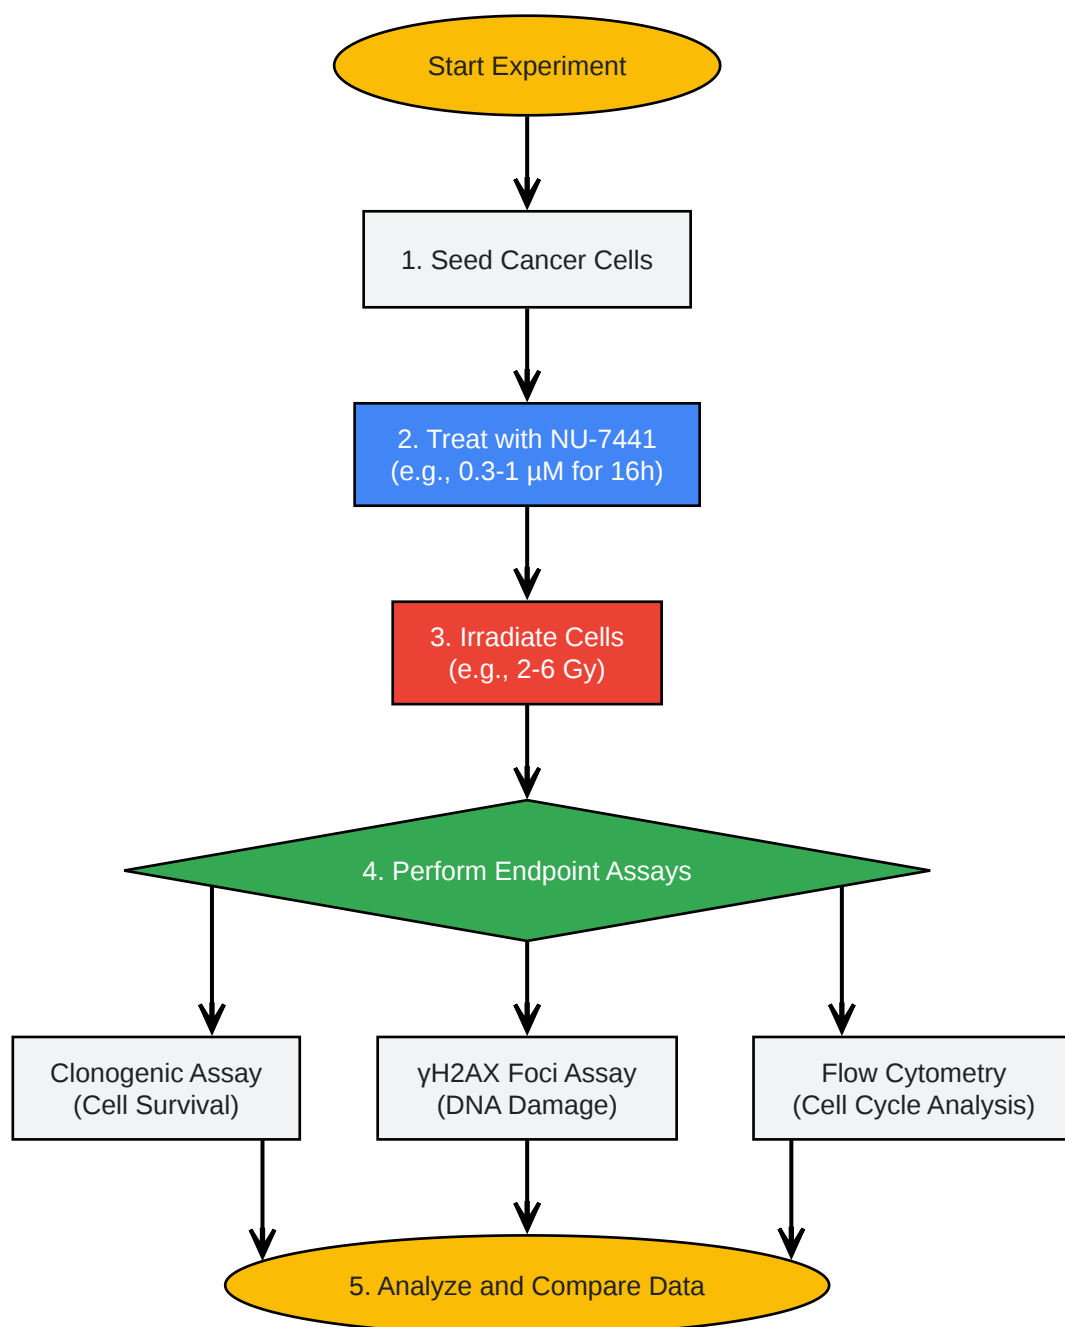 Start Experiment
1. Seed Cancer Cells
2. Treat with NU-7441
(e.g., 0.3-1 µM for 16h)
3. Irradiate Cells
(e.g., 2-6 Gy)
4. Perform Endpoint Assays
Clonogenic Assay
(Cell Survival)
γH2AX Foci Assay
(DNA Damage)
Flow Cytometry
(Cell Cycle Analysis)
5. Analyze and Compare Data